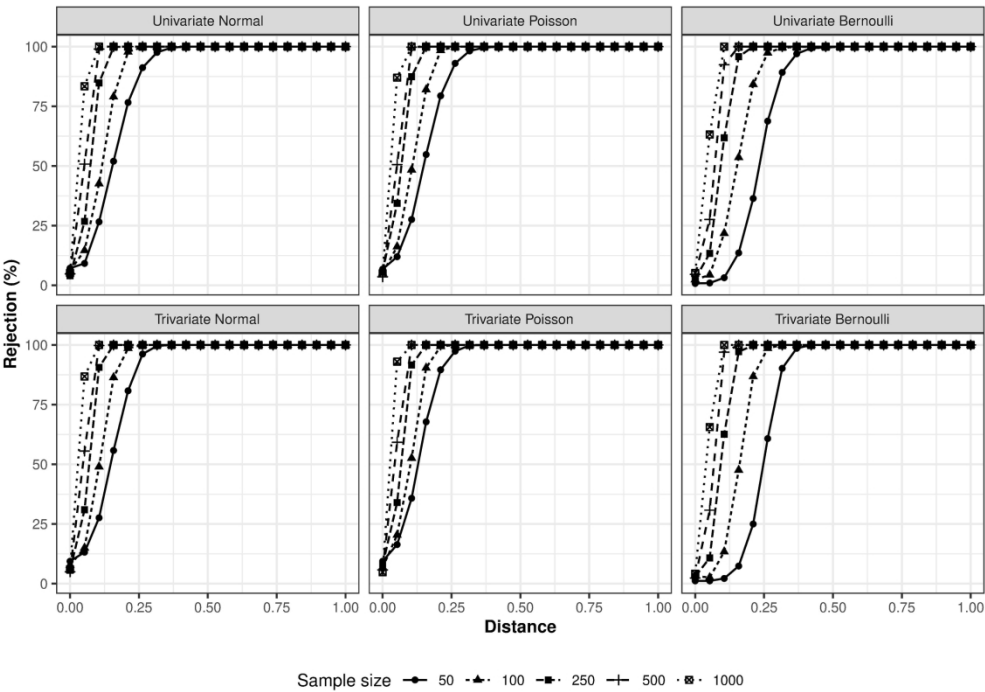 Univariate Normal Univariate Poisson Univariate Bernoulli
100
75
50
25
0
Trivariate Normal Trivariate Poisson Trivariate Bernoulli
100
75
50
25
0
0.00 0.25 0.50 0.75 1.00 0.00 0.25 0.50 0.75 1.00 0.00 0.25 0.50 0.75 1.00
Rejection (%)
Distance
Sample size 50 100 250 500 1000